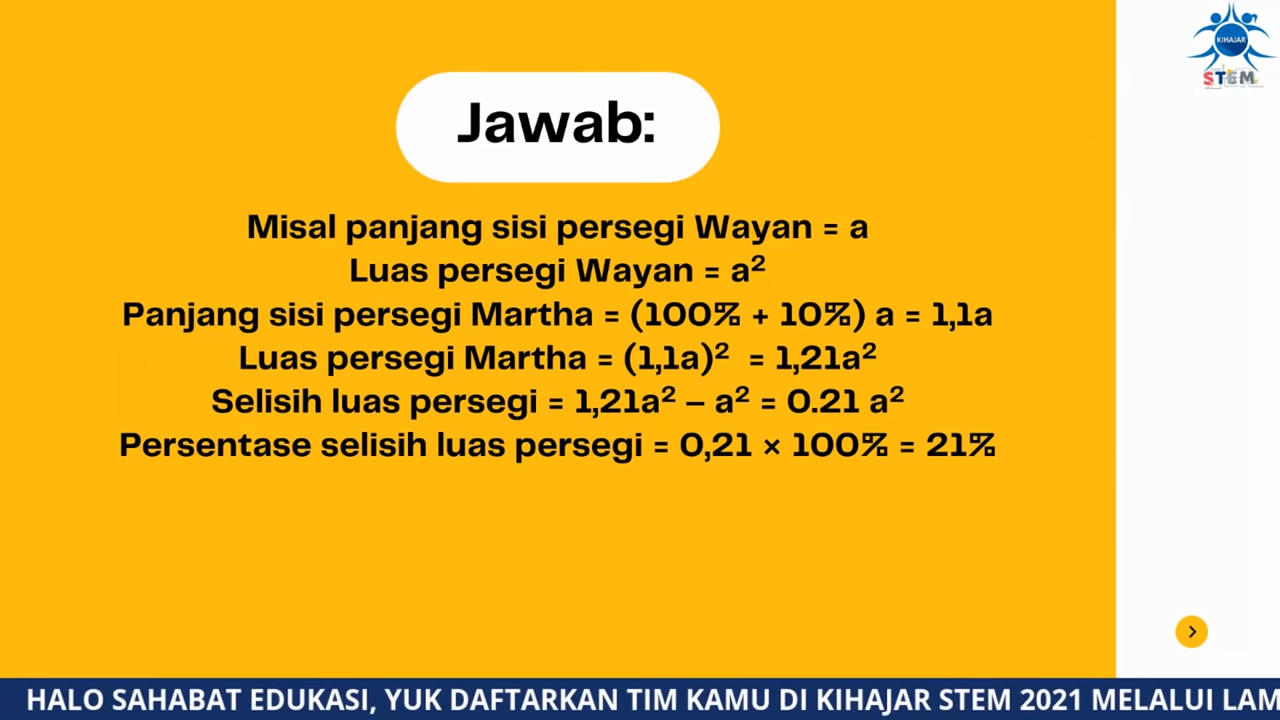 KIHAJAR
STEM
Jawab:
Misal panjang sisi persegi Wayan = a
Luas persegi Wayan = a²
Panjang sisi persegi Martha = (100% + 10%) a = 1,1a
Luas persegi Martha = (1,1a)² = 1,21a²
Selisih luas persegi = 1,21a² – a² = 0.21 a²
Persentase selisih luas persegi = 0,21 × 100% = 21%
HALO SAHABAT EDUKASI, YUK DAFTARKAN TIM KAMU DI KIHAJAR STEM 2021 MELALUI LAM